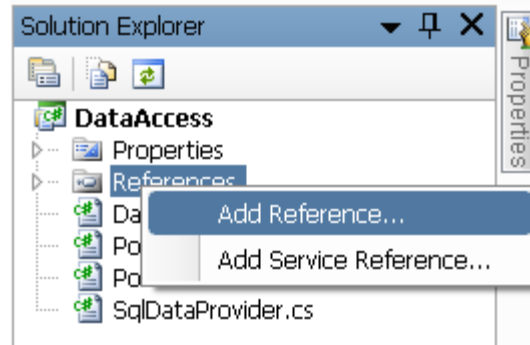 Solution Explorer
Properties
DataAccess
Properties
References
Add Reference...
Add Service Reference...
SqlDataProvider.cs